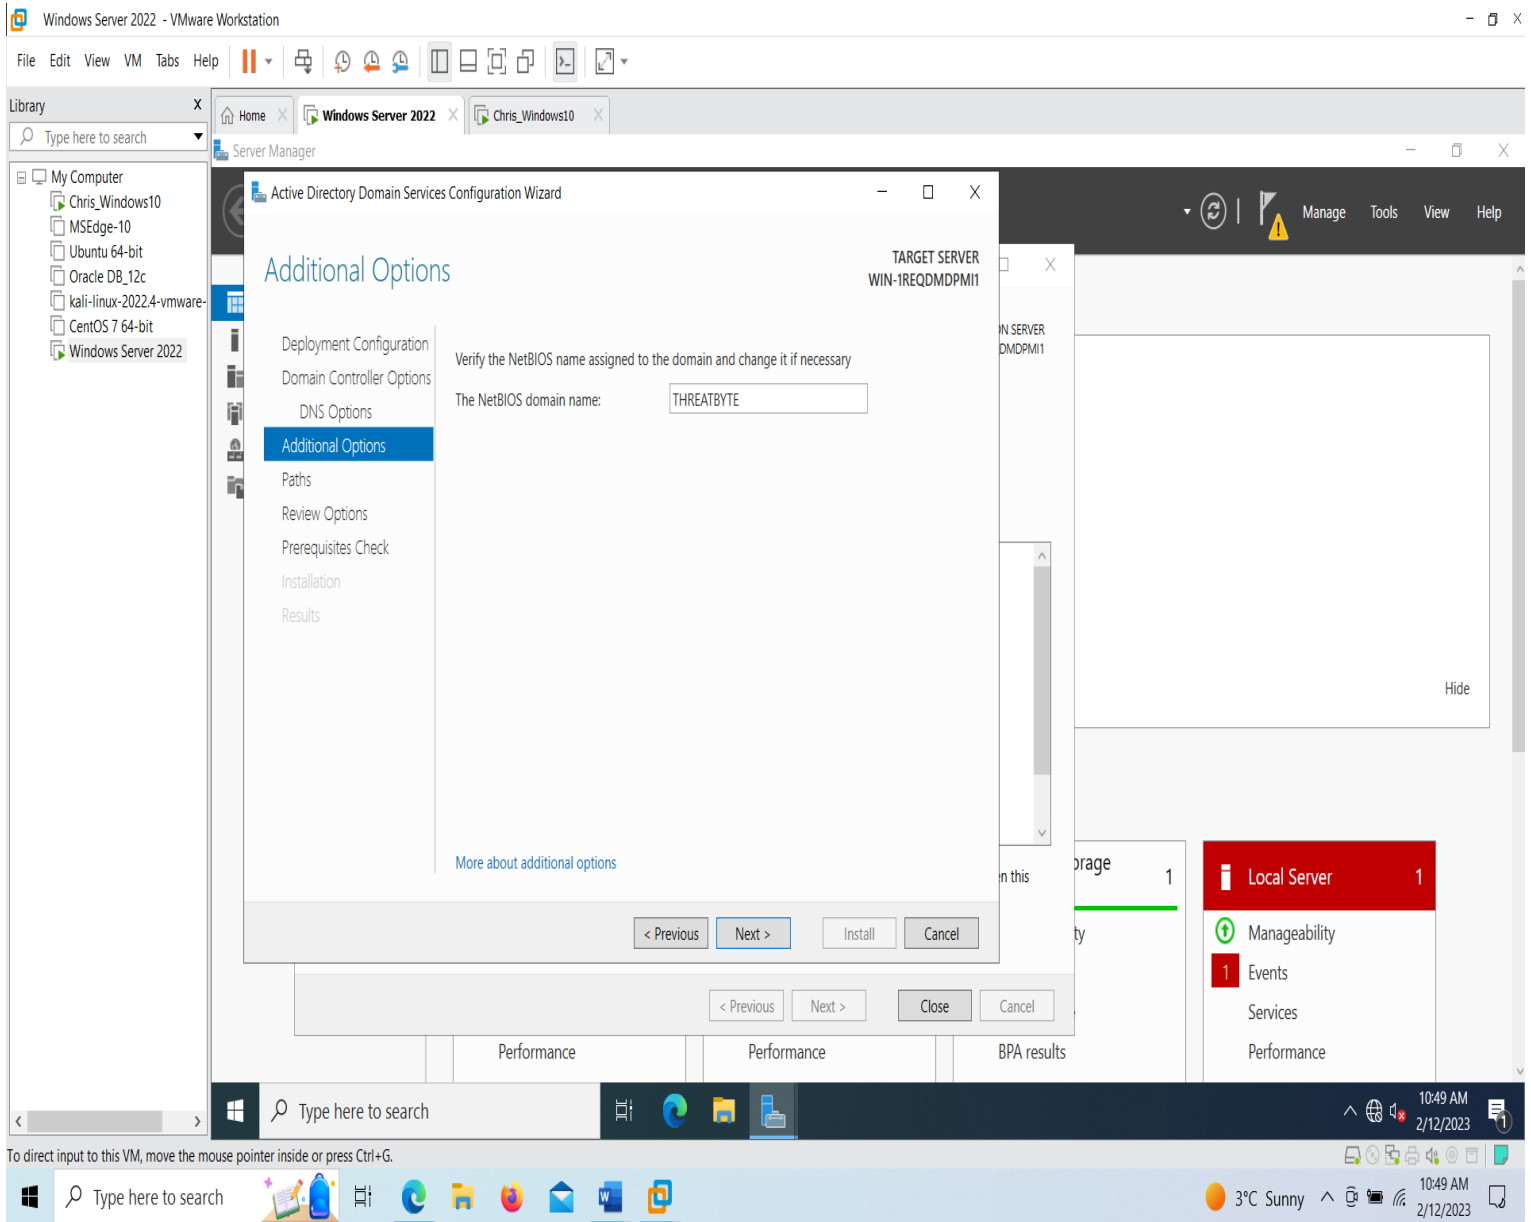 Windows Server 2022 - VMware Workstation
File Edit View VM Tabs Help
Library X
Type here to search
My Computer
Chris_Windows10
MSEdge-10
Ubuntu 64-bit
Oracle DB_12c
kali-linux-2022.4-vmware-
CentOS 7 64-bit
Windows Server 2022
Home
Windows Server 2022
Chris_Windows10
Server Manager
Manage Tools View Help
Active Directory Domain Services Configuration Wizard
Additional Options
TARGET SERVER
WIN-1REQDMDPMI1
Deployment Configuration
Domain Controller Options
DNS Options
Additional Options
Paths
Review Options
Prerequisites Check
Installation
Results
Verify the NetBIOS name assigned to the domain and change it if necessary
The NetBIOS domain name: THREATBYTE
More about additional options
< Previous Next > Install Cancel
N SERVER
DMDPMI1
n this
< Previous Next > Close Cancel
Hide
orage 1
ty
Performance
Performance
BPA results
Local Server 1
Manageability
1 Events
Services
Performance
Type here to search
10:49 AM
2/12/2023
1
To direct input to this VM, move the mouse pointer inside or press Ctrl+G.
Type here to search
3°C Sunny
10:49 AM
2/12/2023